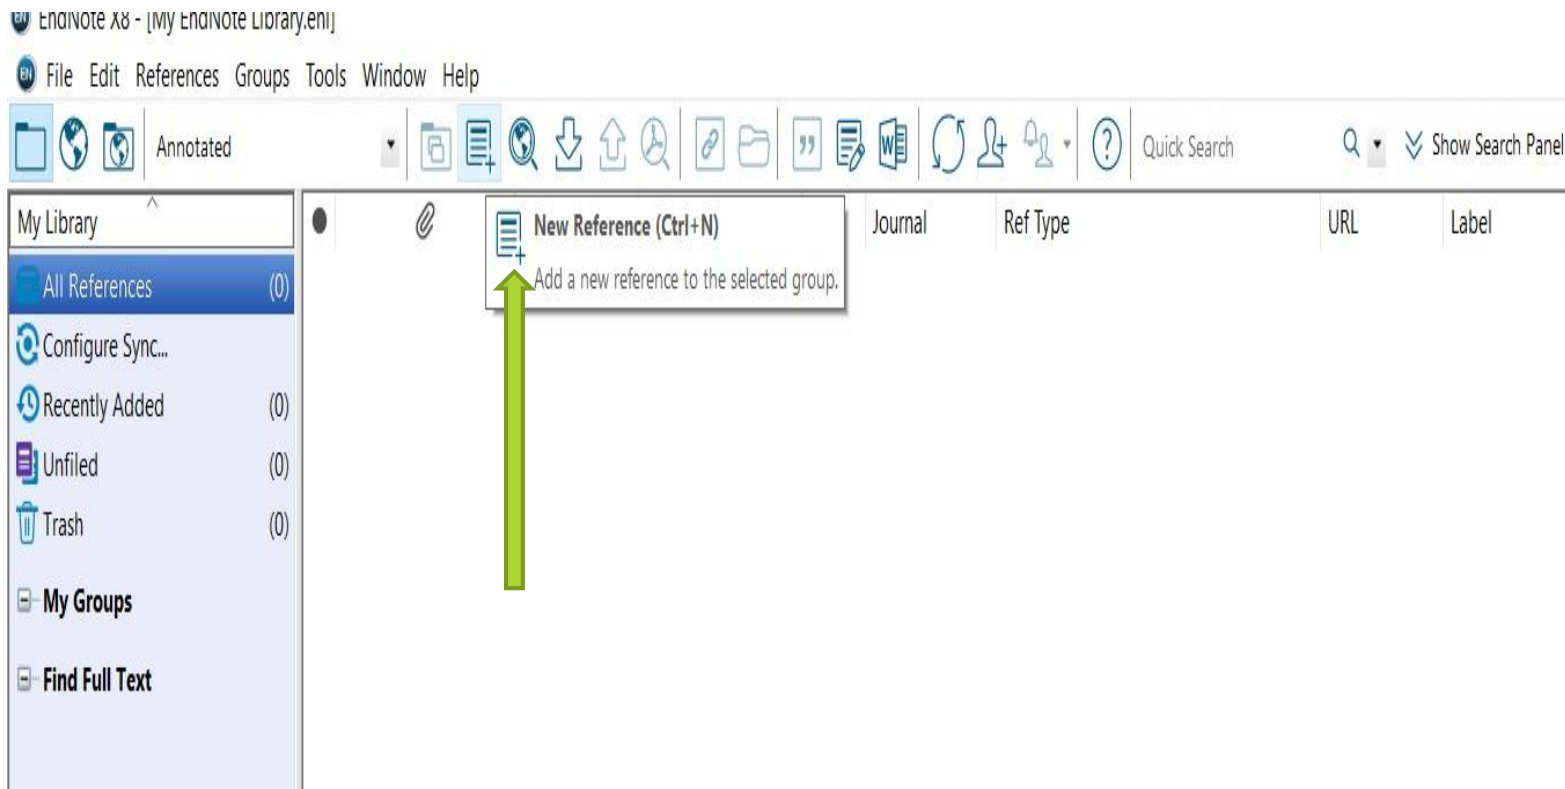 EndNote X8 - [My EndNote Library.enl]
File Edit References Groups Tools Window Help
Annotated
Quick Search
Show Search Panel
My Library
Journal Ref Type URL Label
New Reference (Ctrl+N)
Add a new reference to the selected group.
All References (0)
Configure Sync...
Recently Added (0)
Unfiled (0)
Trash (0)
My Groups
Find Full Text